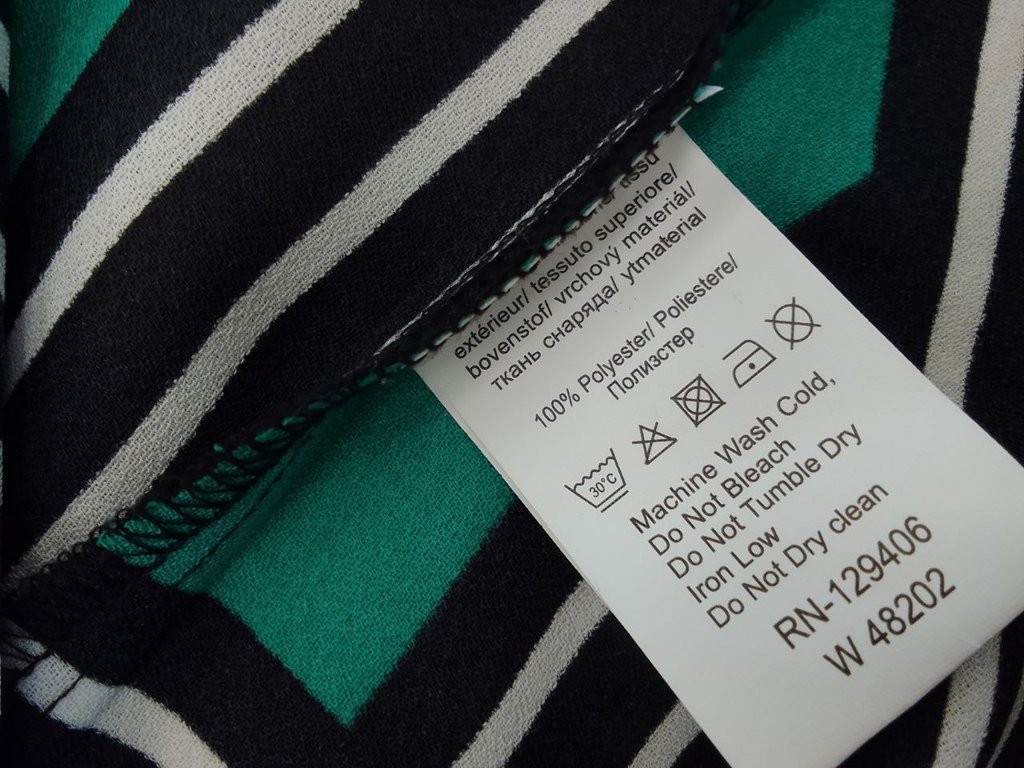 extérieur/ tessuto superiore/
bovenstof/ vrchový materiál/
ткань снаряда/ ytmaterial
100% Polyester/ Poliestere/
Полиэстер
30°C
Machine Wash Cold,
Do Not Bleach
Do Not Tumble Dry
Iron Low
Do Not Dry clean
RN-129406
W 48202